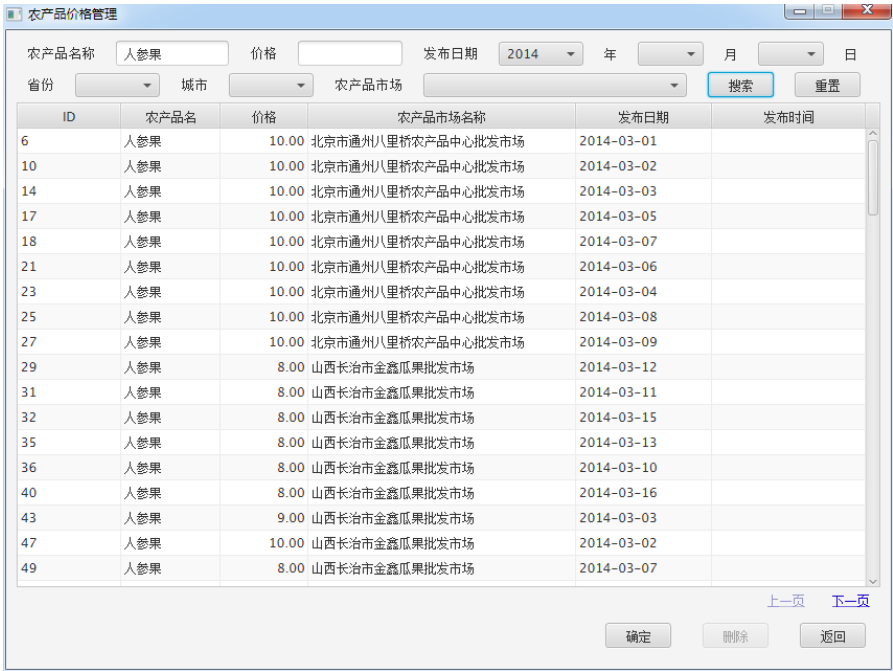 农产品价格管理
农产品名称 人参果 价格 发布日期 2014 年 月 日
省份 城市 农产品市场 搜索 重置
ID 农产品名 价格 农产品市场名称 发布日期 发布时间
6 人参果 10.00 北京市通州八里桥农产品中心批发市场 2014-03-01
10 人参果 10.00 北京市通州八里桥农产品中心批发市场 2014-03-02
14 人参果 10.00 北京市通州八里桥农产品中心批发市场 2014-03-03
17 人参果 10.00 北京市通州八里桥农产品中心批发市场 2014-03-05
18 人参果 10.00 北京市通州八里桥农产品中心批发市场 2014-03-07
21 人参果 10.00 北京市通州八里桥农产品中心批发市场 2014-03-06
23 人参果 10.00 北京市通州八里桥农产品中心批发市场 2014-03-04
25 人参果 10.00 北京市通州八里桥农产品中心批发市场 2014-03-08
27 人参果 10.00 北京市通州八里桥农产品中心批发市场 2014-03-09
29 人参果 8.00 山西长治市金鑫瓜果批发市场 2014-03-12
31 人参果 8.00 山西长治市金鑫瓜果批发市场 2014-03-11
32 人参果 8.00 山西长治市金鑫瓜果批发市场 2014-03-15
35 人参果 8.00 山西长治市金鑫瓜果批发市场 2014-03-13
36 人参果 8.00 山西长治市金鑫瓜果批发市场 2014-03-10
40 人参果 8.00 山西长治市金鑫瓜果批发市场 2014-03-16
43 人参果 9.00 山西长治市金鑫瓜果批发市场 2014-03-03
47 人参果 10.00 山西长治市金鑫瓜果批发市场 2014-03-02
49 人参果 8.00 山西长治市金鑫瓜果批发市场 2014-03-07
上一页 下一页
确定 删除 返回